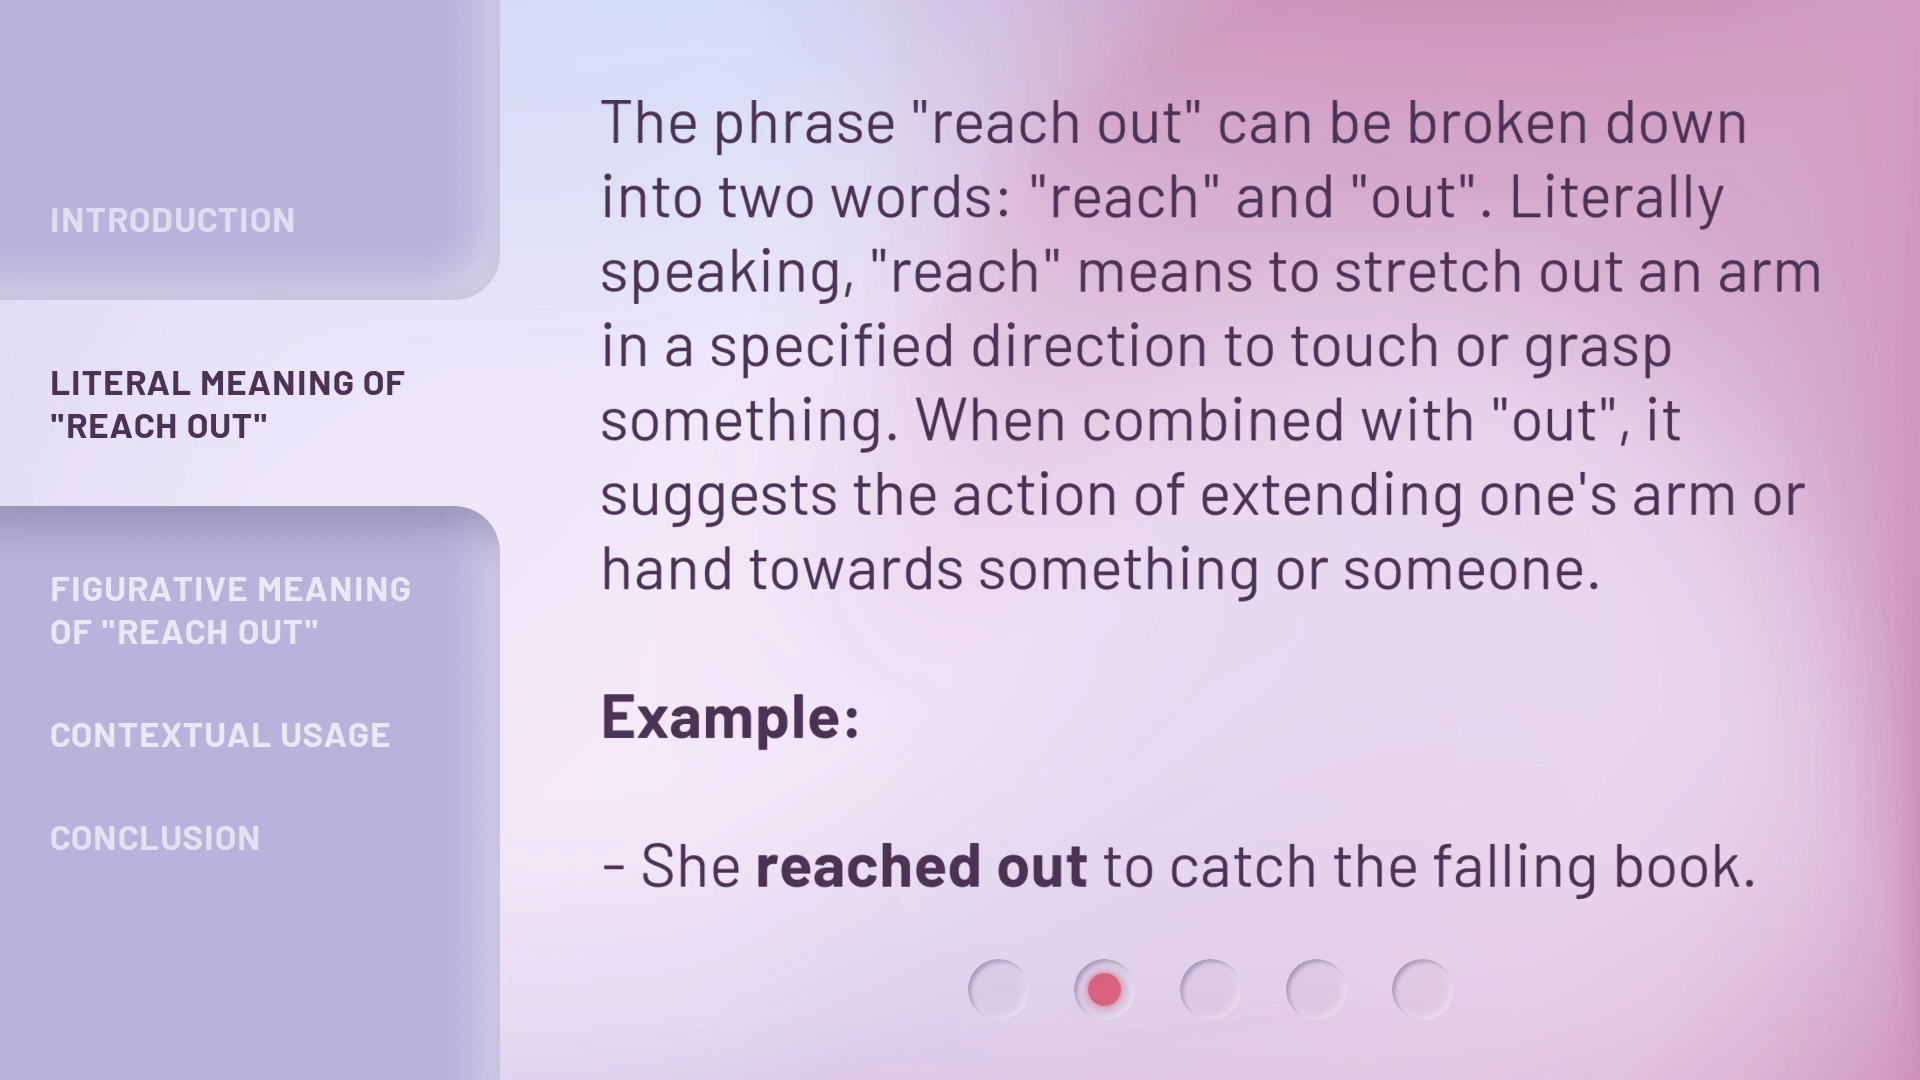 INTRODUCTION
LITERAL MEANING OF
"REACH OUT"
FIGURATIVE MEANING
OF "REACH OUT"
CONTEXTUAL USAGE
CONCLUSION
The phrase "reach out" can be broken down
into two words: "reach" and "out". Literally
speaking, "reach" means to stretch out an arm
in a specified direction to touch or grasp
something. When combined with "out", it
suggests the action of extending one's arm or
hand towards something or someone.
Example:
- She reached out to catch the falling book.